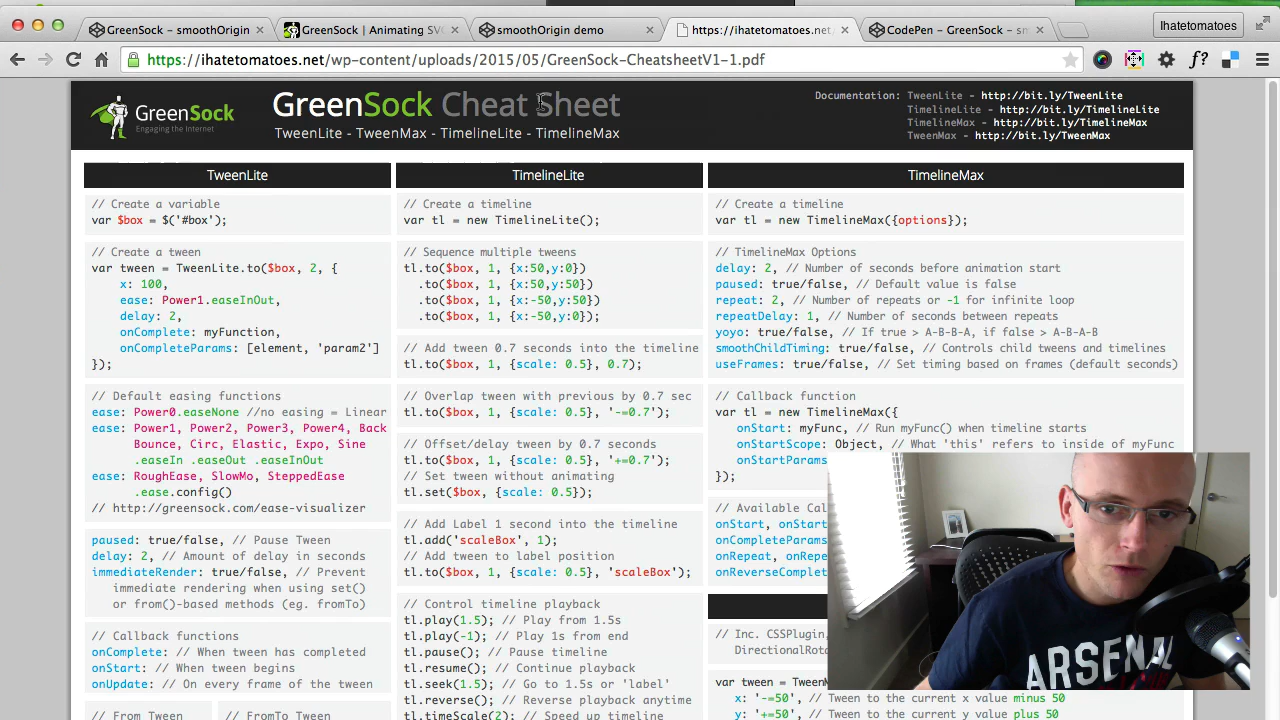 GreenSock – smoothOrigin
GreenSock | Animating SV
smoothOrigin demo
https://ihatetomatoes.net
CodePen – GreenSock – sm
Ihatetomatoes
https://ihatetomatoes.net/wp-content/uploads/2015/05/GreenSock-CheatsheetV1-1.pdf
GreenSock
Engaging the Internet
GreenSock Cheat Sheet
TweenLite - TweenMax - TimelineLite - TimelineMax
Documentation: TweenLite - http://bit.ly/TweenLite
TimelineLite - http://bit.ly/TimelineLite
TimelineMax - http://bit.ly/TimelineMax
TweenMax - http://bit.ly/TweenMax
TweenLite
// Create a variable
var $box = $('#box');
// Create a tween
var tween = TweenLite.to($box, 2, {
x: 100,
ease: Power1.easeInOut,
delay: 2,
onComplete: myFunction,
onCompleteParams: [element, 'param2']
});
// Default easing functions
ease: Power0.easeNone //no easing = Linear
ease: Power1, Power2, Power3, Power4, Back
Bounce, Circ, Elastic, Expo, Sine
.easeIn .easeOut .easeInOut
ease: RoughEase, SlowMo, SteppedEase
.ease.config()
// http://greensock.com/ease-visualizer
paused: true/false, // Pause Tween
delay: 2, // Amount of delay in seconds
immediateRender: true/false, // Prevent
immediate rendering when using set()
or from()-based methods (eg. fromTo)
// Callback functions
onComplete: // When tween has completed
onStart: // When tween begins
onUpdate: // On every frame of the tween
// From Tween
// FromTo Tween
TimelineLite
// Create a timeline
var tl = new TimelineLite();
// Sequence multiple tweens
tl.to($box, 1, {x:50,y:0})
.to($box, 1, {x:50,y:50})
.to($box, 1, {x:-50,y:50})
.to($box, 1, {x:-50,y:0});
// Add tween 0.7 seconds into the timeline
tl.to($box, 1, {scale: 0.5}, 0.7);
// Overlap tween with previous by 0.7 sec
tl.to($box, 1, {scale: 0.5}, '-=0.7');
// Offset/delay tween by 0.7 seconds
tl.to($box, 1, {scale: 0.5}, '+=0.7');
// Set tween without animating
tl.set($box, {scale: 0.5});
// Add Label 1 second into the timeline
tl.add('scaleBox', 1);
// Add tween to label position
tl.to($box, 1, {scale: 0.5}, 'scaleBox');
// Control timeline playback
tl.play(1.5); // Play from 1.5s
tl.play(-1); // Play 1s from end
tl.pause(); // Pause timeline
tl.resume(); // Continue playback
tl.seek(1.5); // Go to 1.5s or 'label'
tl.reverse(); // Reverse playback anytime
tl.timeScale(2); // Speed up timeline
TimelineMax
// Create a timeline
var tl = new TimelineMax({options});
// TimelineMax Options
delay: 2, // Number of seconds before animation start
paused: true/false, // Default value is false
repeat: 2, // Number of repeats or -1 for infinite loop
repeatDelay: 1, // Number of seconds between repeats
yoyo: true/false, // If true > A-B-B-A, if false > A-B-A-B
smoothChildTiming: true/false, // Controls child tweens and timelines
useFrames: true/false, // Set timing based on frames (default seconds)
// Callback function
var tl = new TimelineMax({
onStart: myFunc, // Run myFunc() when timeline starts
onStartScope: Object, // What 'this' refers to inside of myFunc
onStartParams
});
// Available Cal
onStart, onStart
onCompleteParams
onRepeat, onRepe
onReverseComplet
// Inc. CSSPlugin,
DirectionalRota
var tween = TweenM
x: '-=50', // Tween to the current x value minus 50
y: '+=50' // Tween to the current y value plus 50
ARSENAL